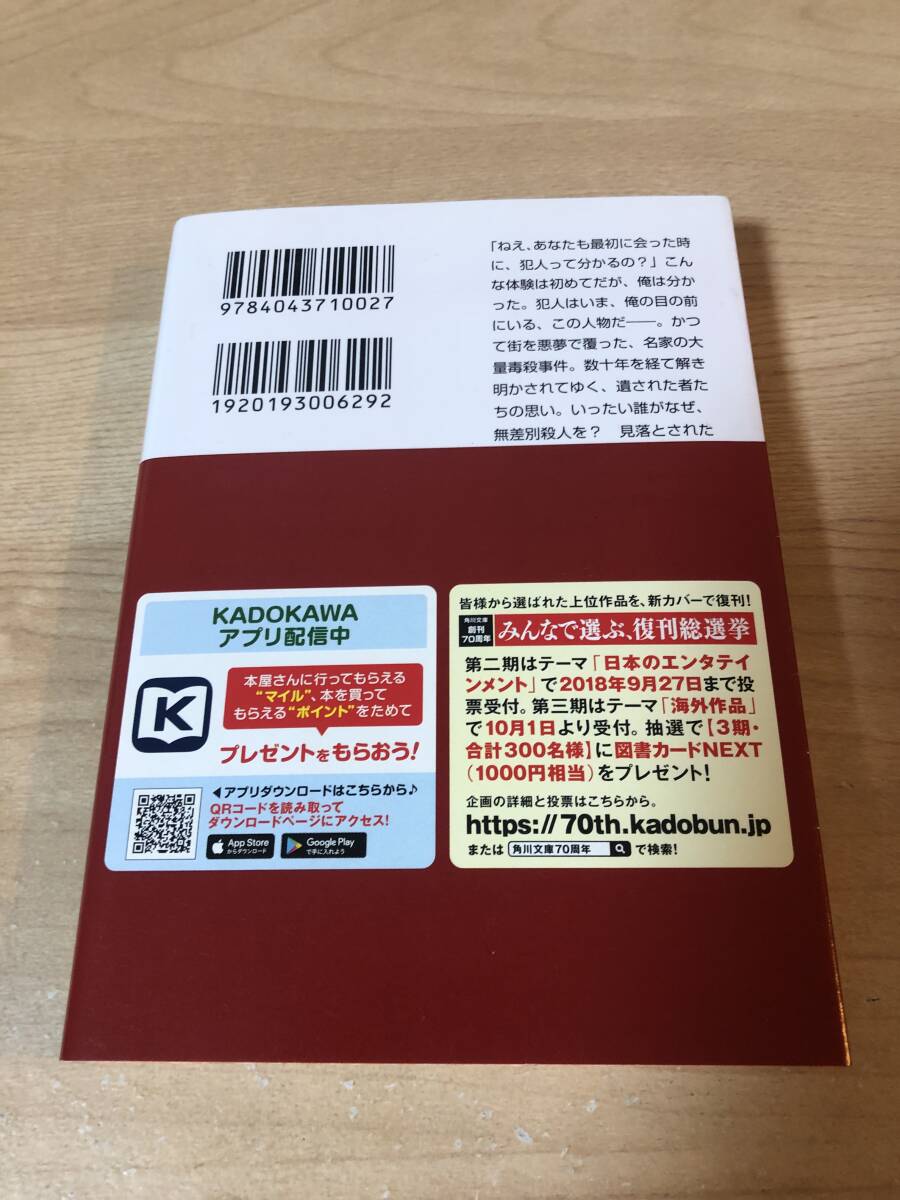 9784043710027
1920193006292
「ねえ、あなたも最初に会った時
に、犯人って分かるの？」こん
な体験は初めてだが、俺は分か
った。犯人はいま、俺の目の前
にいる、この人物だ――。かつ
て街を悪夢で覆った、名家の大
量毒殺事件。数十年を経て解き
明かされてゆく、遺された者た
ちの思い。いったい誰がなぜ、
無差別殺人を？ 見落とされた
KADOKAWA
アプリ配信中
K
本屋さんに行ってもらえる
“マイル”、本を買って
もらえる“ポイント”をためて
プレゼントをもらおう!
◀アプリダウンロードはこちらから♪
QRコードを読み取って
ダウンロードページにアクセス!
App Store
からダウンロード
Google Play
で手に入れよう
皆様から選ばれた上位作品を、新カバーで復刊!
角川文庫
創刊
70周年
みんなで選ぶ、復刊総選挙
第二期はテーマ「日本のエンタテイ
ンメント」で2018年9月27日まで投
票受付。第三期はテーマ「海外作品」
で10月1日より受付。抽選で【3期・
合計300名様】に図書カードNEXT
(1000円相当)をプレゼント!
企画の詳細と投票はこちらから。
https://70th.kadobun.jp
または 角川文庫70周年 で検索!